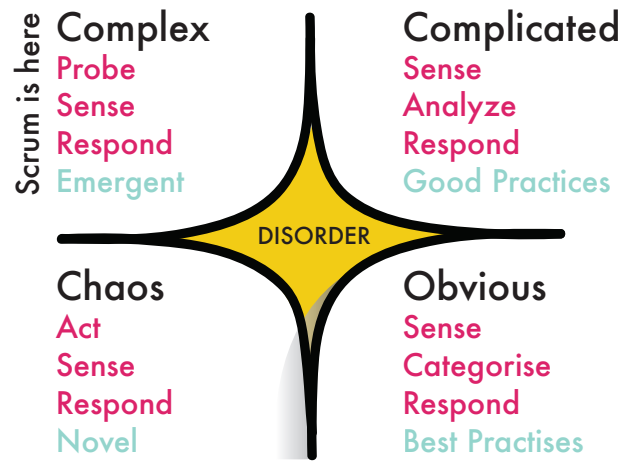 Scrum is here
Complex
Probe
Sense
Respond
Emergent
Complicated
Sense
Analyze
Respond
Good Practices
DISORDER
Chaos
Act
Sense
Respond
Novel
Obvious
Sense
Categorise
Respond
Best Practises